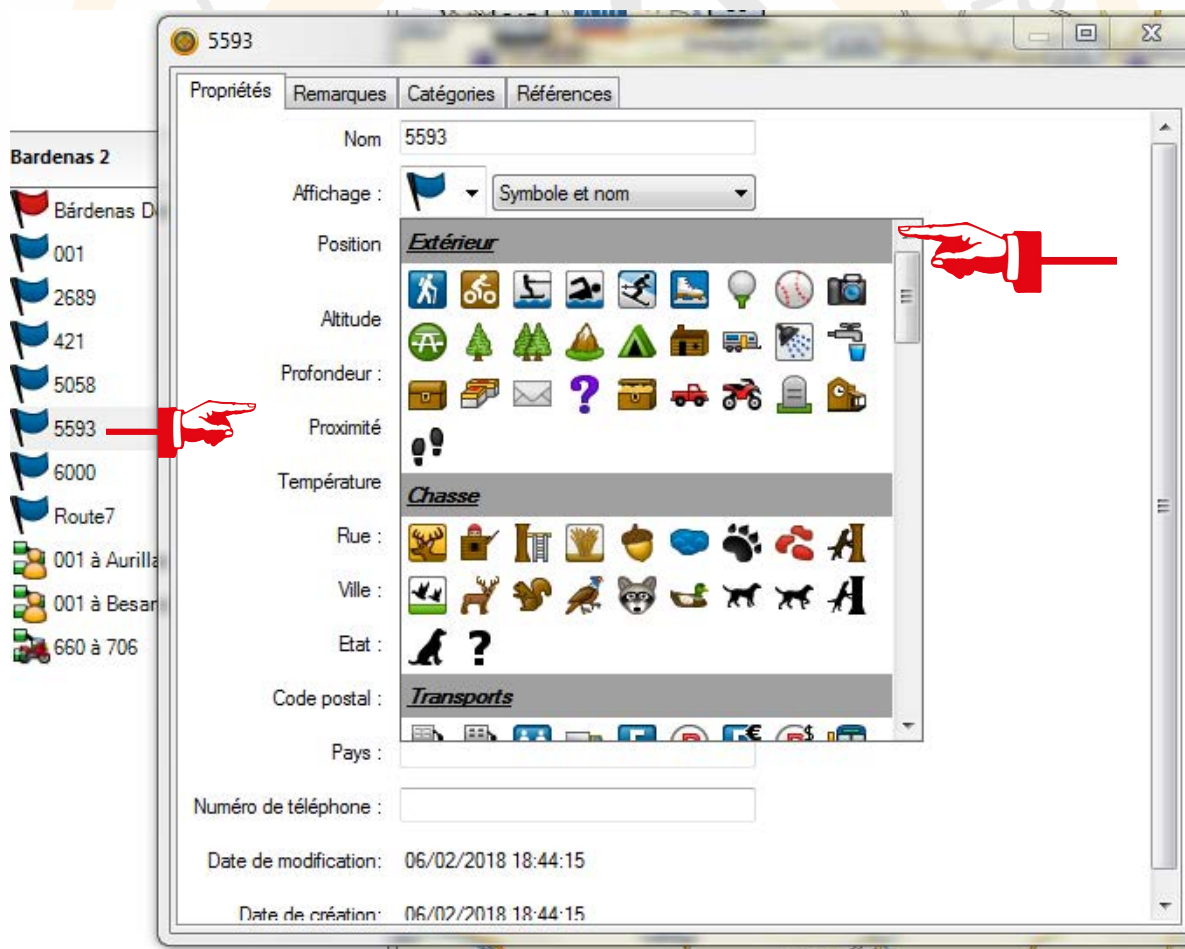 5593
Propriétés Remarques Catégories Références
Bardenas 2
Bárdenas
001
2689
421
5058
5593
6000
Route7
001 à
001 à
660 à 706
Nom 5593
Affichage : Symbole et nom
Position
Altitude
Profondeur :
Proximité
Température
Rue :
Ville :
Etat :
Code postal :
Pays :
Numéro de téléphone :
Date de modification: 06/02/2018 18:44:15
Date de création: 06/02/2018 18:44:15
Extérieur
Chasse
Transports